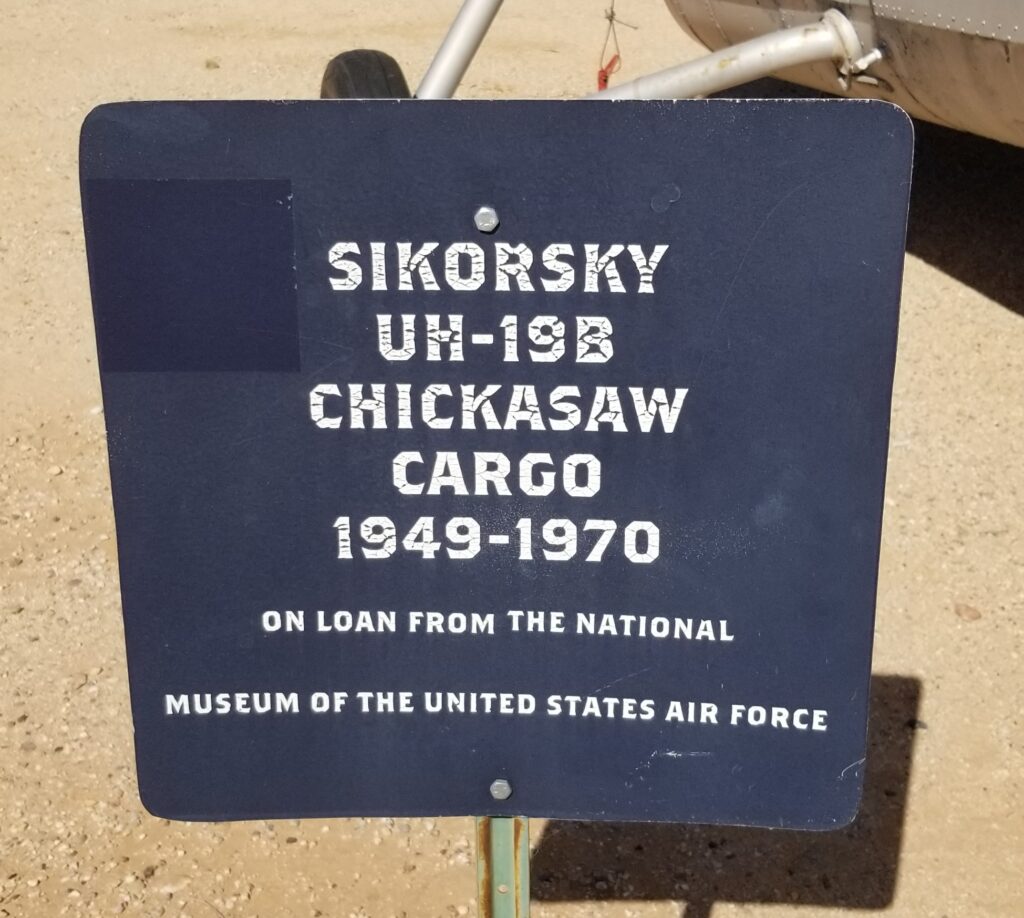 SIKORSKY
UH-19B
CHICKASAW
CARGO
1949-1970
ON LOAN FROM THE NATIONAL
MUSEUM OF THE UNITED STATES AIR FORCE